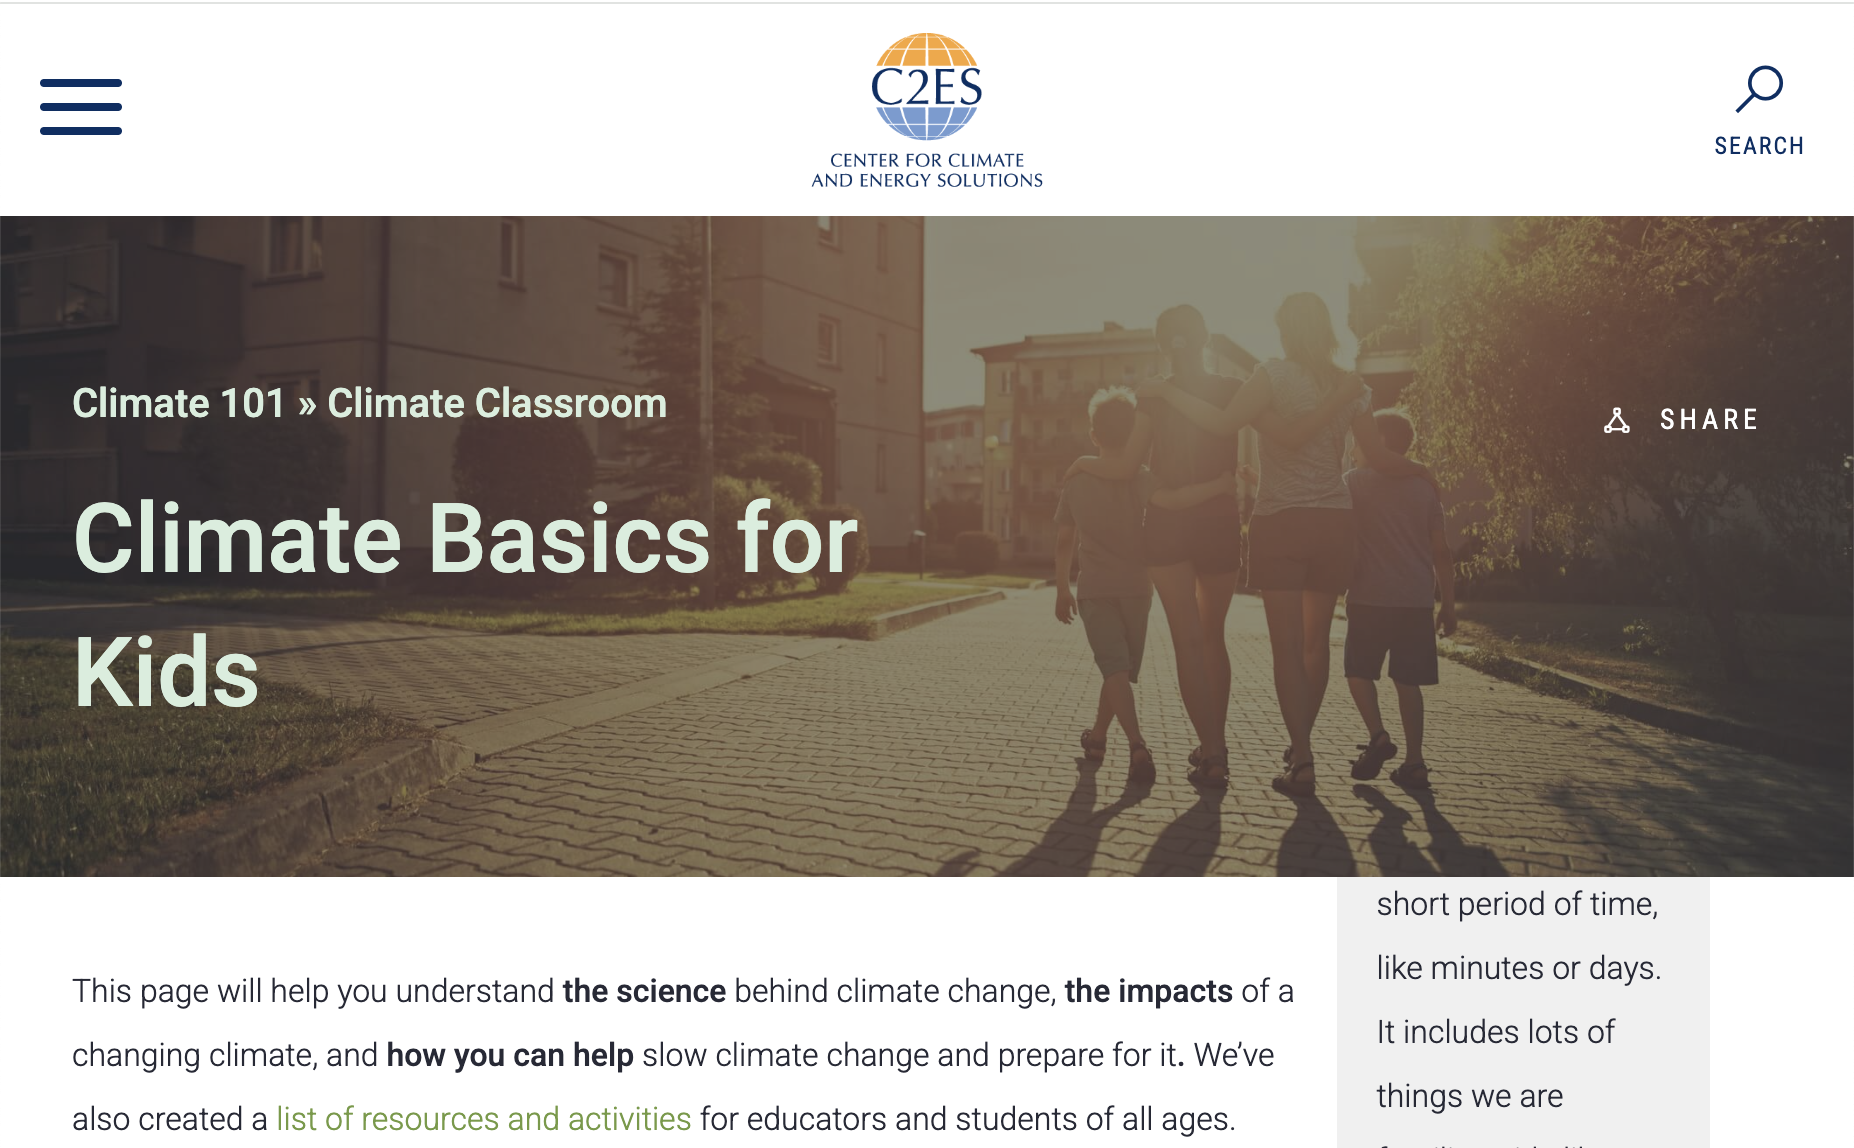 C2ES
CENTER FOR CLIMATE
AND ENERGY SOLUTIONS
SEARCH
Climate 101 » Climate Classroom
SHARE
Climate Basics for
Kids
This page will help you understand the science behind climate change, the impacts of a
changing climate, and how you can help slow climate change and prepare for it. We’ve
also created a list of resources and activities for educators and students of all ages.
short period of time,
like minutes or days.
It includes lots of
things we are